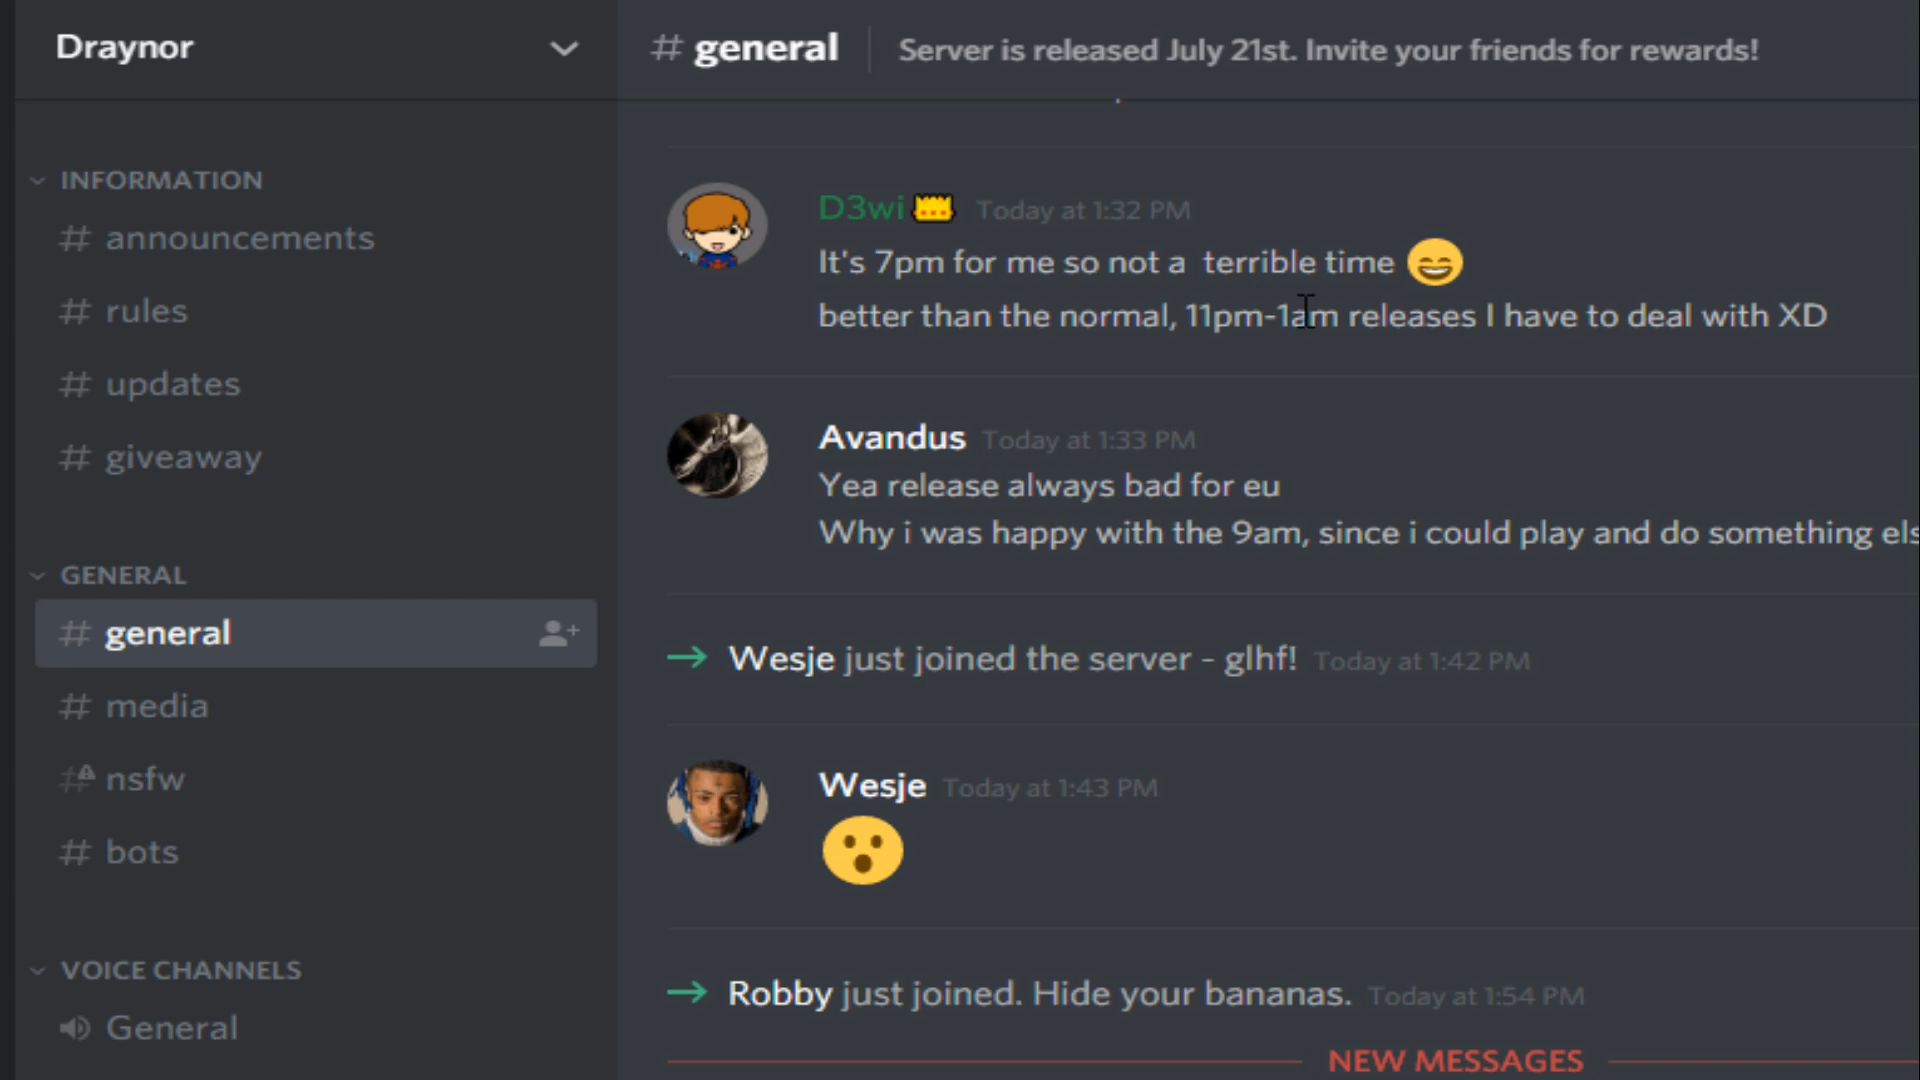 Draynor
INFORMATION
# announcements
# rules
# updates
# giveaway
GENERAL
# general
# media
# nsfw
# bots
VOICE CHANNELS
General
# general
Server is released July 21st. Invite your friends for rewards!
D3wi Today at 1:32 PM
It's 7pm for me so not a terrible time 😄
better than the normal, 11pm-1am releases I have to deal with XD
Avandus Today at 1:33 PM
Yea release always bad for eu
Why i was happy with the 9am, since i could play and do something els
Wesje just joined the server - glhf! Today at 1:42 PM
Wesje Today at 1:43 PM
😮
Robby just joined. Hide your bananas. Today at 1:54 PM
NEW MESSAGES